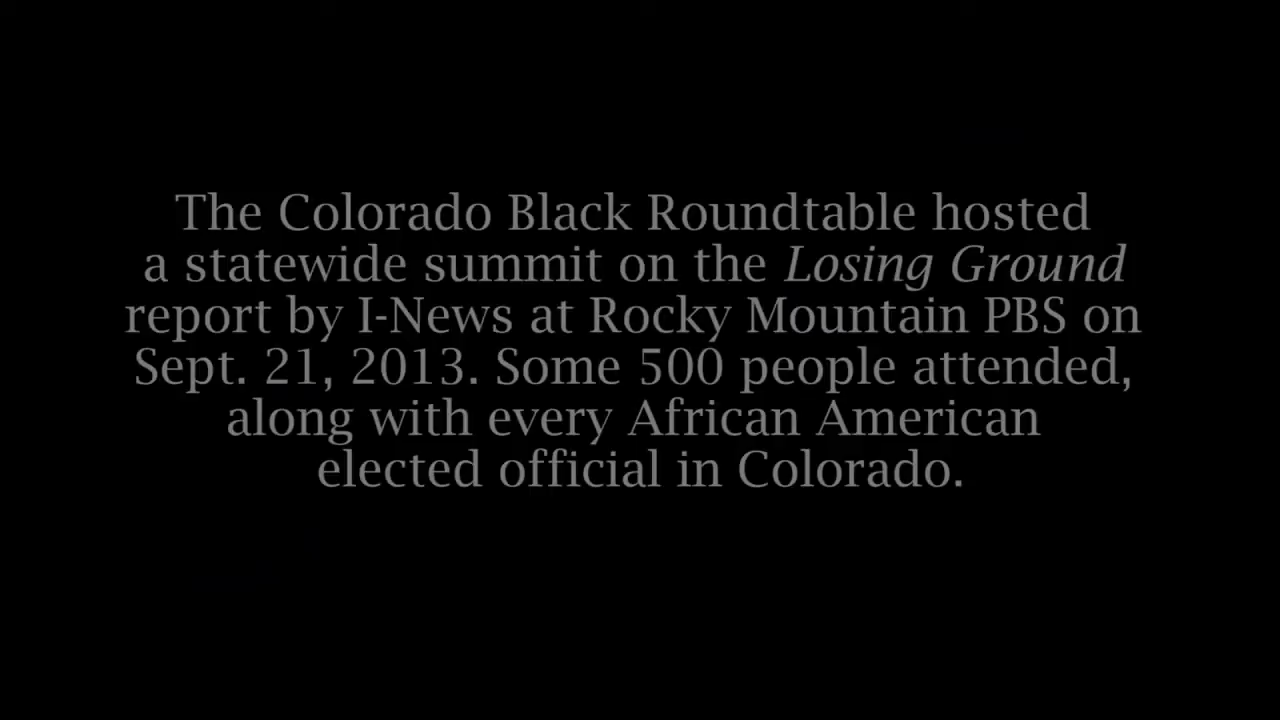 The Colorado Black Roundtable hosted
a statewide summit on the Losing Ground
report by I-News at Rocky Mountain PBS on
Sept. 21, 2013. Some 500 people attended,
along with every African American
elected official in Colorado.